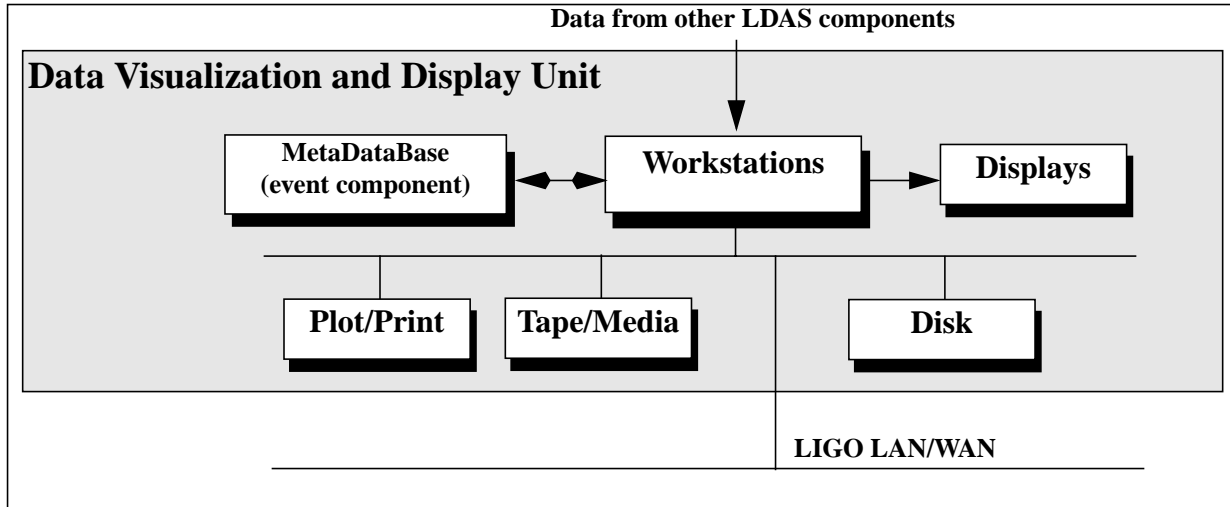 Data from other LDAS components
Data Visualization and Display Unit
MetaDataBase
(event component)
Workstations
Displays
Plot/Print
Tape/Media
Disk
LIGO LAN/WAN